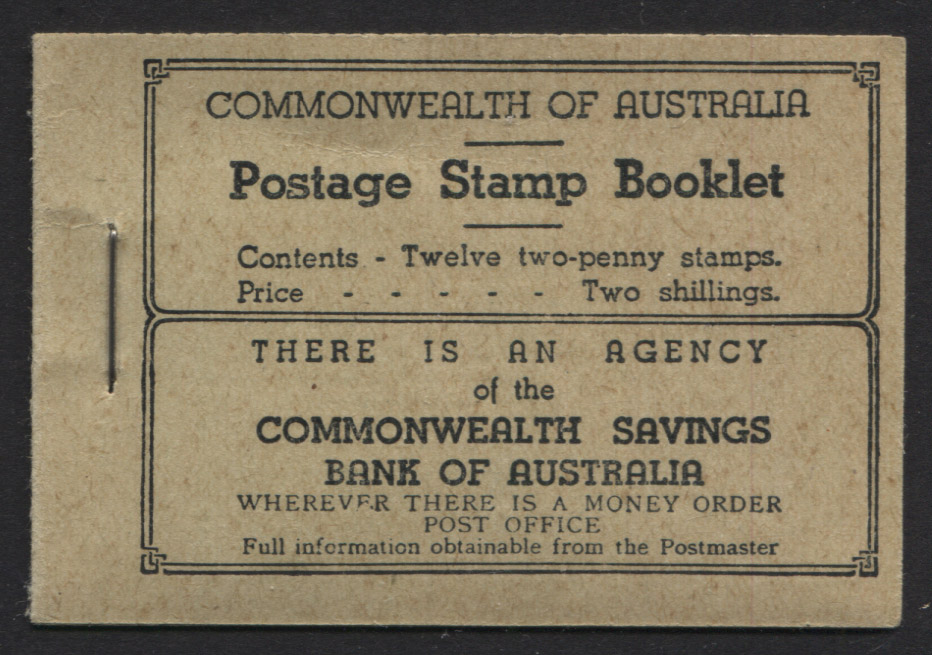 COMMONWEALTH OF AUSTRALIA
Postage Stamp Booklet
Contents - Twelve two-penny stamps.
Price - - - - - Two shillings.
THERE IS AN AGENCY
of the
COMMONWEALTH SAVINGS
BANK OF AUSTRALIA
WHEREVER THERE IS A MONEY ORDER
POST OFFICE
Full information obtainable from the Postmaster